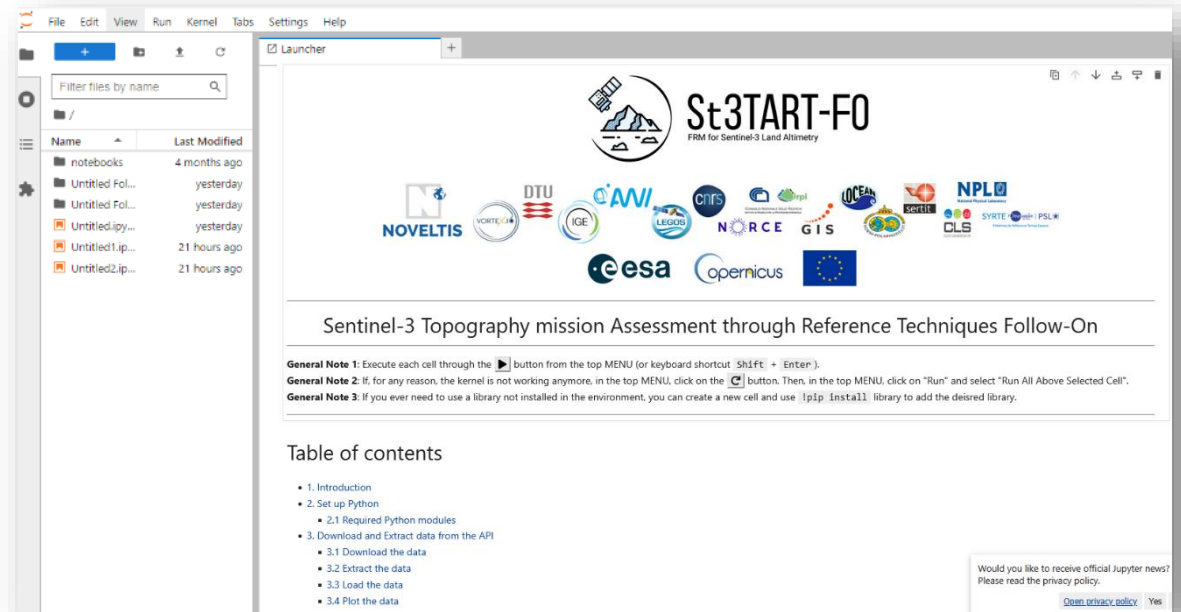 File Edit View Run Kernel Tabs Settings Help
Launcher
Filter files by name
/
Name Last Modified
notebooks 4 months ago
Untitled Fol... yesterday
Untitled Fol... yesterday
Untitled.ipy... yesterday
Untitled1.ip... 21 hours ago
Untitled2.ip... 21 hours ago
St3TART-FO
FRM for Sentinel-3 Land Altimetry
NOVELTIS
VORTEX
DTU
IGE
LEGOS
cnrs
irpi
NORCE
GIS
LOCEAN
sertit
NPL
National Physical Laboratory
CLS
SYRTE
PSL
esa
opernicus
Sentinel-3 Topography mission Assessment through Reference Techniques Follow-On
General Note 1: Execute each cell through the button from the top MENU (or keyboard shortcut Shift + Enter).
General Note 2: If, for any reason, the kernel is not working anymore, in the top MENU, click on the button. Then, in the top MENU, click on "Run" and select "Run All Above Selected Cell".
General Note 3: If you ever need to use a library not installed in the environment, you can create a new cell and use !pip install library to add the deisred library.
Table of contents
1. Introduction
2. Set up Python
2.1 Required Python modules
3. Download and Extract data from the API
3.1 Download the data
3.2 Extract the data
3.3 Load the data
3.4 Plot the data
Would you like to receive official Jupyter news?
Please read the privacy policy.
Open privacy policy Yes